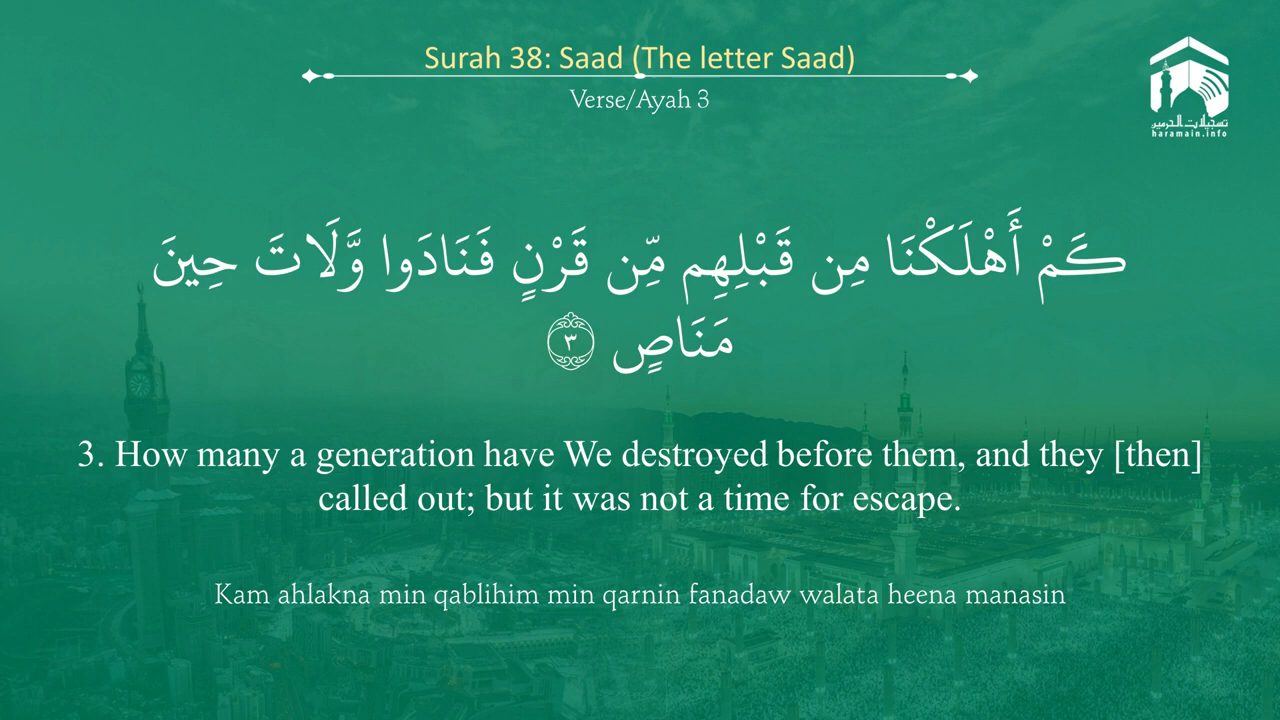 Surah 38: Saad (The letter Saad)
Verse/Ayah 3
تسجيلات الحرمين
haramain.info
كَمْ أَهْلَكْنَا مِن قَبْلِهِم مِّن قَرْنٍ فَنَادَوا وَّلَاتَ حِينَ
مَنَاصٍ ٣
3. How many a generation have We destroyed before them, and they [then]
called out; but it was not a time for escape.
Kam ahlakna min qablihim min qarnin fanadaw walata heena manasin